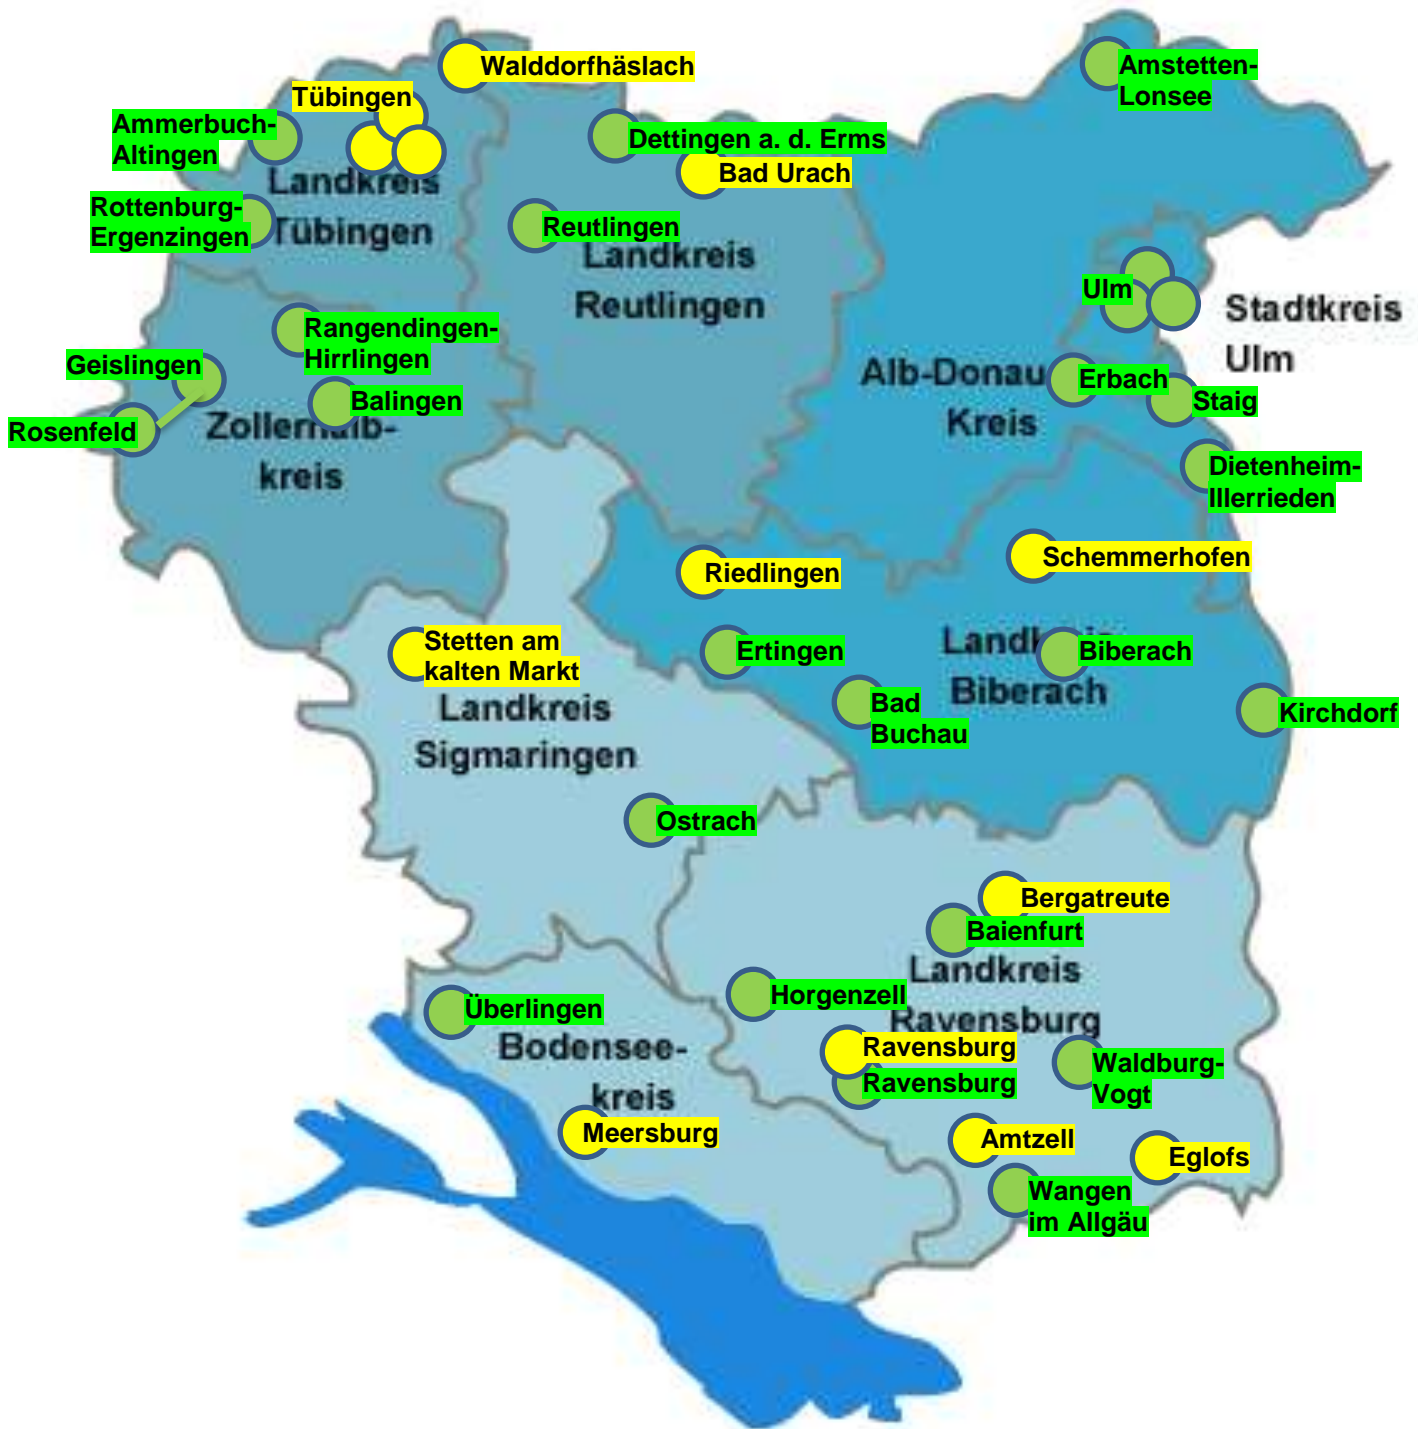 Walddorfhäslach
Amstetten-
Lonsee
Tübingen
Ammerbuch-
Altingen
Dettingen a. d. Erms
Bad Urach
Landkreis
Tübingen
Rottenburg-
Ergenzingen
Reutlingen
Landkreis
Reutlingen
Ulm
Stadtkreis
Ulm
Rangendingen-
Hirrlingen
Geislingen
Balingen
Rosenfeld
Zollernalb-
kreis
Alb-Donau
Kreis
Erbach
Staig
Dietenheim-
Illerrieden
Riedlingen
Schemmerhofen
Stetten am
kalten Markt
Ertingen
Landkreis
Biberach
Biberach
Bad
Buchau
Kirchdorf
Landkreis
Sigmaringen
Ostrach
Bergatreute
Baienfurt
Landkreis
Ravensburg
Horgenzell
Überlingen
Bodensee-
kreis
Ravensburg
Ravensburg
Waldburg-
Vogt
Meersburg
Amtzell
Eglofs
Wangen
im Allgäu